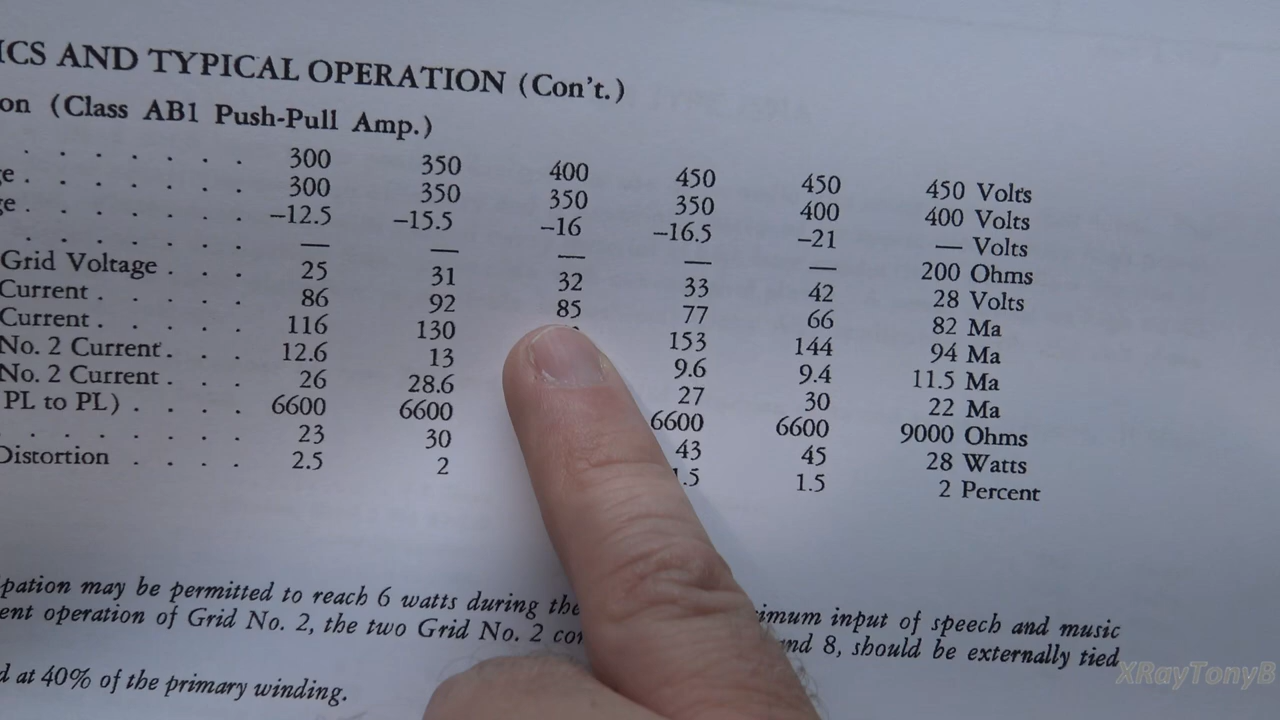 ICS AND TYPICAL OPERATION (Con't.)
on (Class AB1 Push-Pull Amp.)
. . . . . . . 300 350 400 450 450 450 Volts
ge . . . . . . . 300 350 350 350 400 400 Volts
ge . . . . . . . –12.5 –15.5 –16 –16.5 –21 — Volts
. . . . . . . — — — — — 200 Ohms
Grid Voltage . . . 25 31 32 33 42 28 Volts
Current . . . . 86 92 85 77 66 82 Ma
Current . . . . 116 130 153 144 94 Ma
No. 2 Current . . . 12.6 13 9.6 9.4 11.5 Ma
No. 2 Current . . . 26 28.6 27 30 22 Ma
PL to PL) . . . . 6600 6600 6600 6600 9000 Ohms
. . . . . . . 23 30 43 45 28 Watts
Distortion . . . . 2.5 2 .5 1.5 2 Percent
pation may be permitted to reach 6 watts during the imum input of speech and music
ent operation of Grid No. 2, the two Grid No. 2 con nd 8, should be externally tied
d at 40% of the primary winding.
XRayTonyB